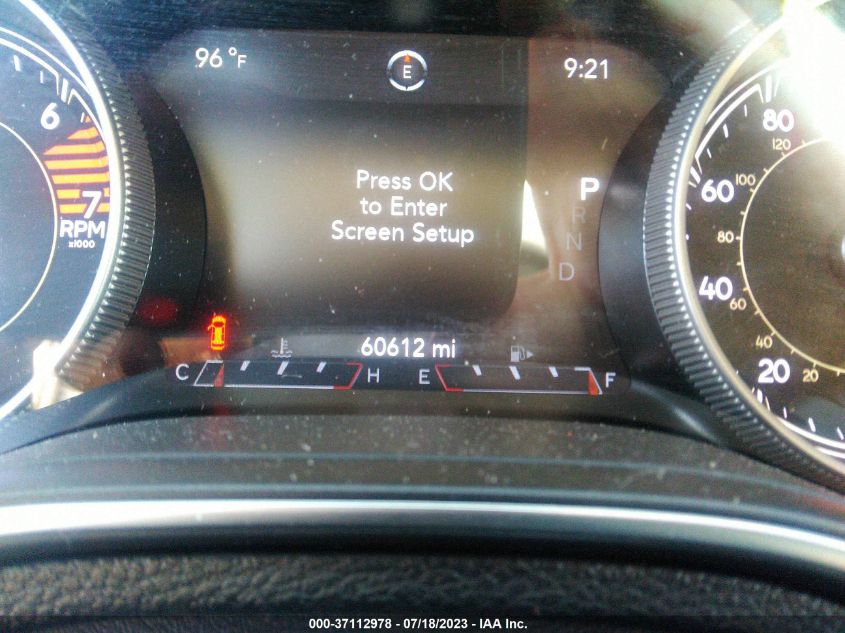 96 °F
E
9:21
6
7
RPM
x1000
Press OK
to Enter
Screen Setup
P
R
N
D
80
120
60
100
80
40
60
40
20
20
60612 mi
C
H
E
F
000-37112978 - 07/18/2023 - IAA Inc.